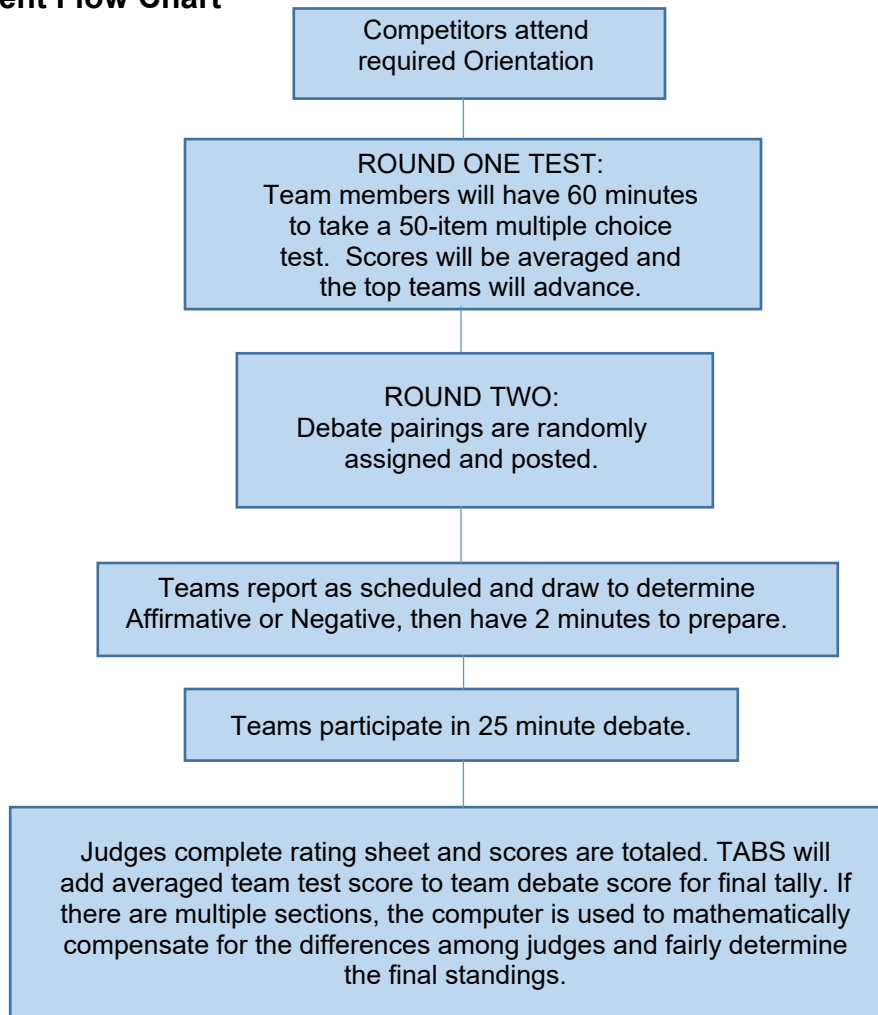 ent Flow Chart
Competitors attend
required Orientation
ROUND ONE TEST:
Team members will have 60 minutes
to take a 50-item multiple choice
test.  Scores will be averaged and
the top teams will advance.
ROUND TWO:
Debate pairings are randomly
assigned and posted.
Teams report as scheduled and draw to determine
Affirmative or Negative, then have 2 minutes to prepare.
Teams participate in 25 minute debate.
Judges complete rating sheet and scores are totaled. TABS will
add averaged team test score to team debate score for final tally. If
there are multiple sections, the computer is used to mathematically
compensate for the differences among judges and fairly determine
the final standings.